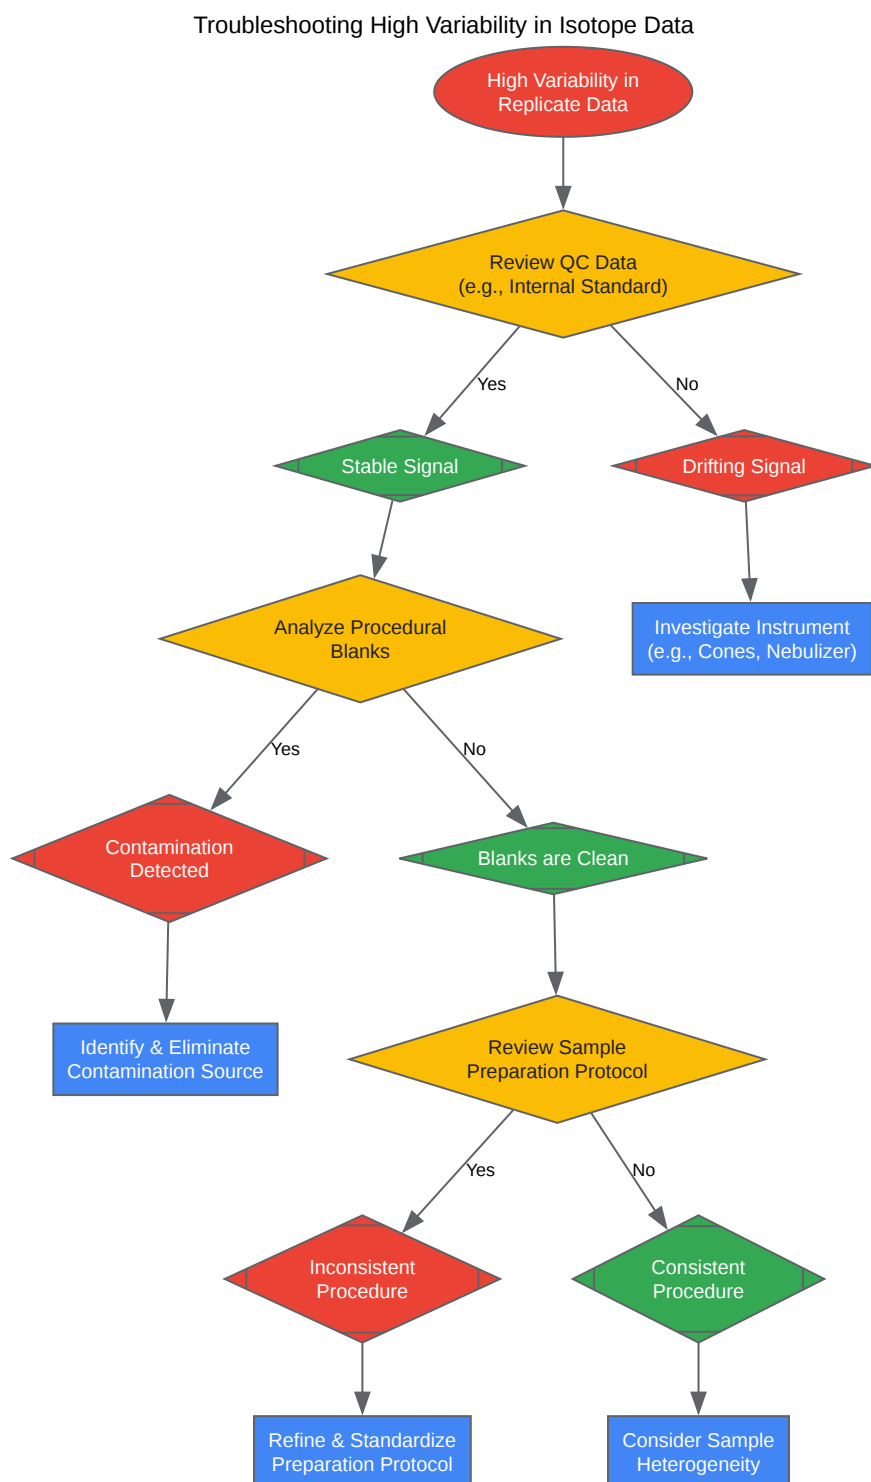 Troubleshooting High Variability in Isotope Data
High Variability in
Replicate Data
Review QC Data
(e.g., Internal Standard)
Yes
No
Stable Signal
Drifting Signal
Analyze Procedural
Blanks
Investigate Instrument
(e.g., Cones, Nebulizer)
Yes
No
Contamination
Detected
Blanks are Clean
Identify & Eliminate
Contamination Source
Review Sample
Preparation Protocol
Yes
No
Inconsistent
Procedure
Consistent
Procedure
Refine & Standardize
Preparation Protocol
Consider Sample
Heterogeneity